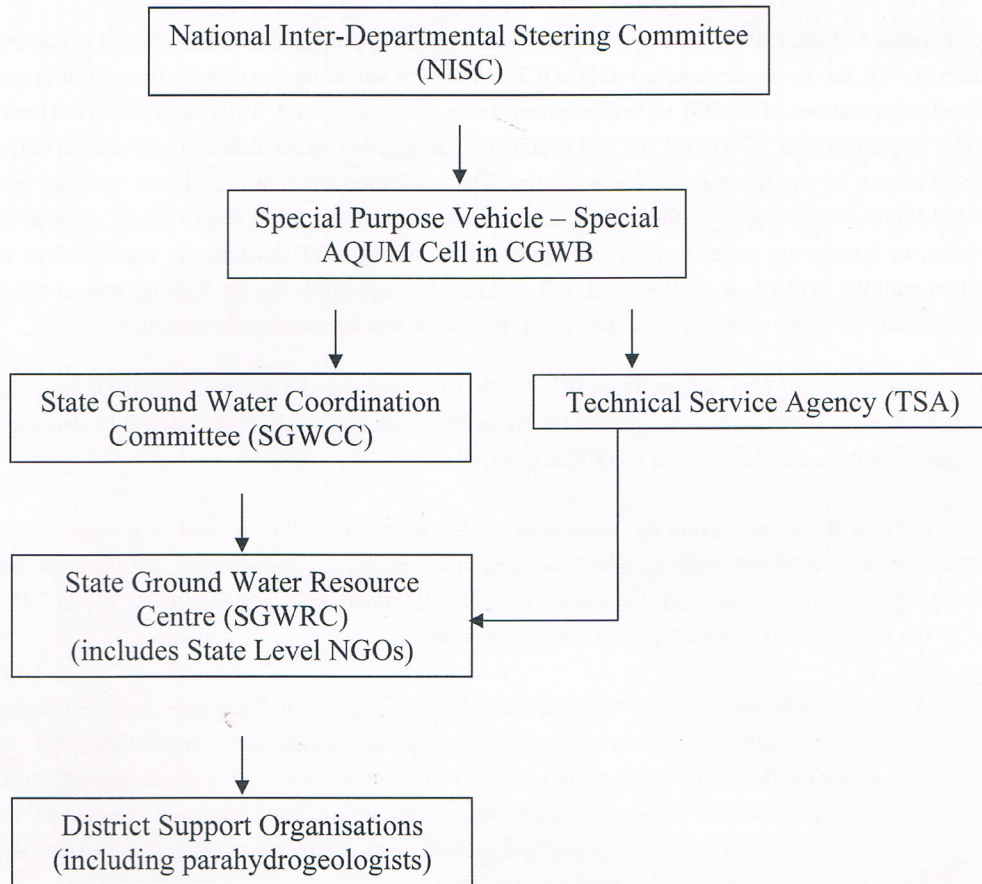 National Inter-Departmental Steering Committee
(NISC)
Special Purpose Vehicle – Special
AQUM Cell in CGWB
State Ground Water Coordination
Committee (SGWCC)
Technical Service Agency (TSA)
State Ground Water Resource
Centre (SGWRC)
(includes State Level NGOs)
District Support Organisations
(including parahydrogeologists)